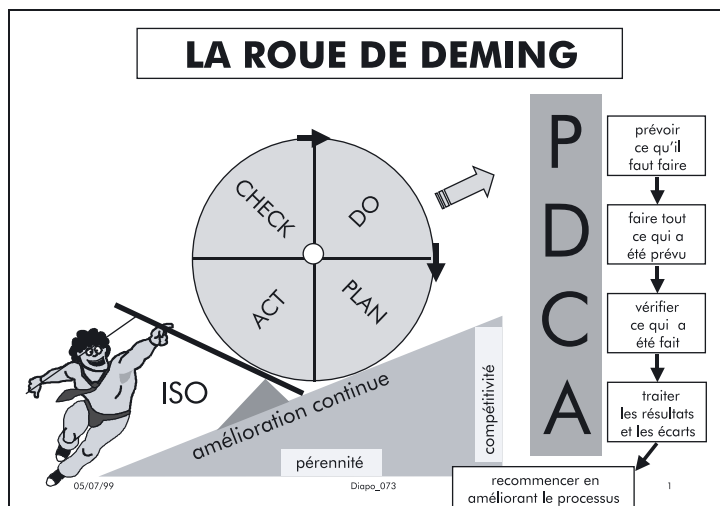 LA ROUE DE DEMING
CHECK
DO
ACT
PLAN
ISO
amélioration continue
pérennité
compétitivité
P
D
C
A
prévoir
ce qu'il
faut faire
faire tout
ce qui a
été prévu
vérifier
ce qui a
été fait
traiter
les résultats
et les écarts
recommencer en
améliorant le processus
05/07/99
Diapo_073
1